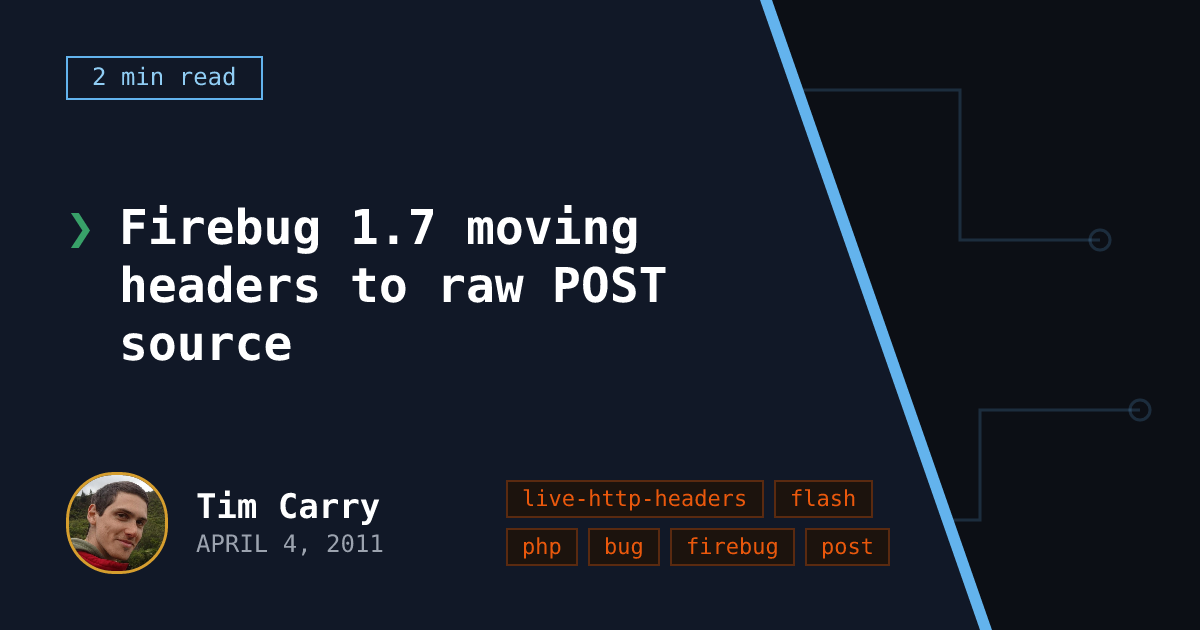 2 min read
❯ Firebug 1.7 moving
headers to raw POST
source
Tim Carry
APRIL 4, 2011
live-http-headers flash
php bug firebug post